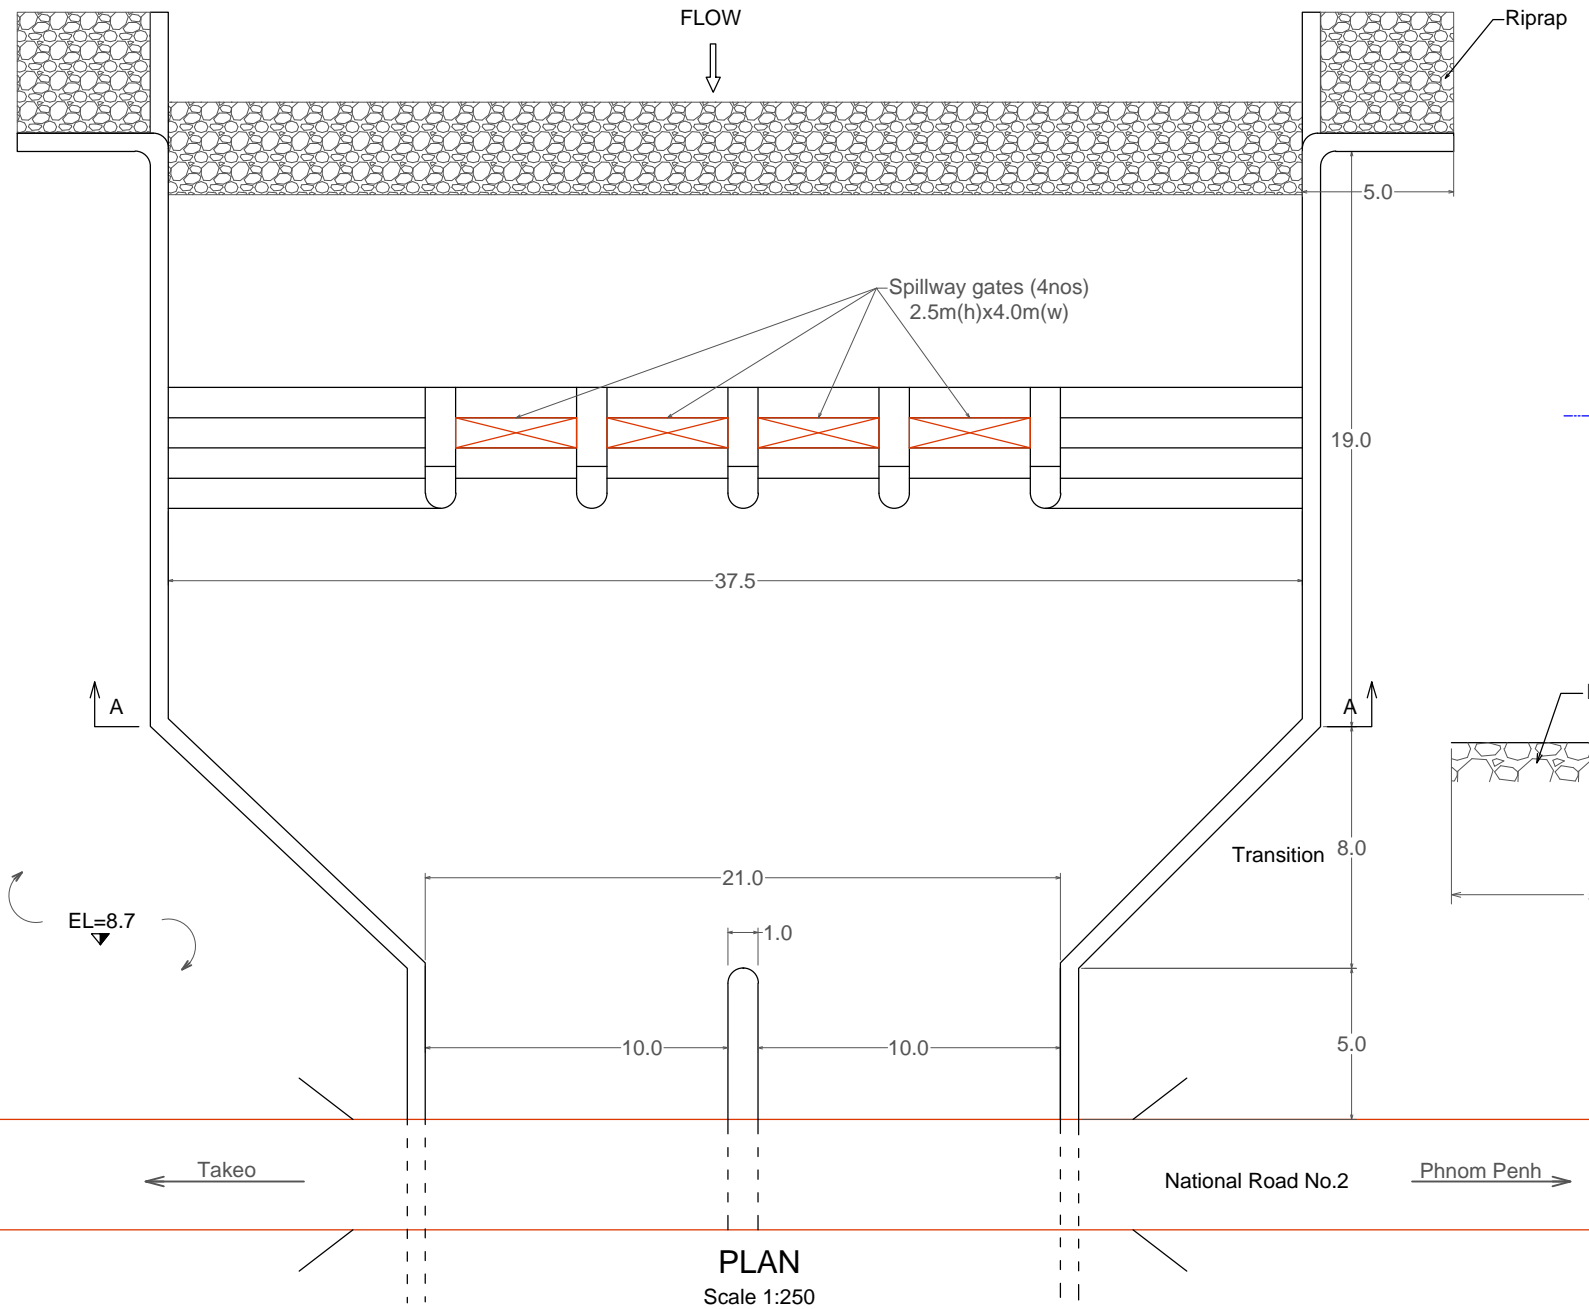 FLOW
Riprap
5.0
Spillway gates (4nos)
2.5m(h)x4.0m(w)
19.0
37.5
A
A
Transition
8.0
21.0
EL=8.7
1.0
10.0
10.0
5.0
Takeo
National Road No.2
Phnom Penh
PLAN
Scale 1:250